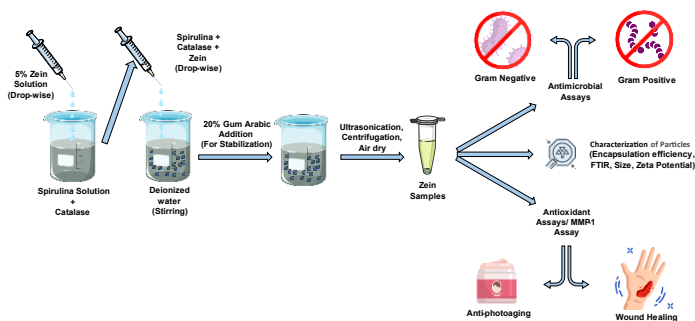 5% Zein
Solution
(Drop-wise)
Spirulina Solution
+
Catalase
Spirulina +
Catalase +
Zein
(Drop-wise)
Deionized
water
(Stirring)
20% Gum Arabic
Addition
(For Stabilization)
Ultrasonication,
Centrifugation,
Air dry
Zein
Samples
Gram Negative
Antimicrobial
Assays
Gram Positive
Characterization of Particles
(Encapsulation efficiency,
FTIR, Size, Zeta Potential)
Antioxidant
Assays/ MMP-1
Assay
Anti-photoaging
Wound Healing